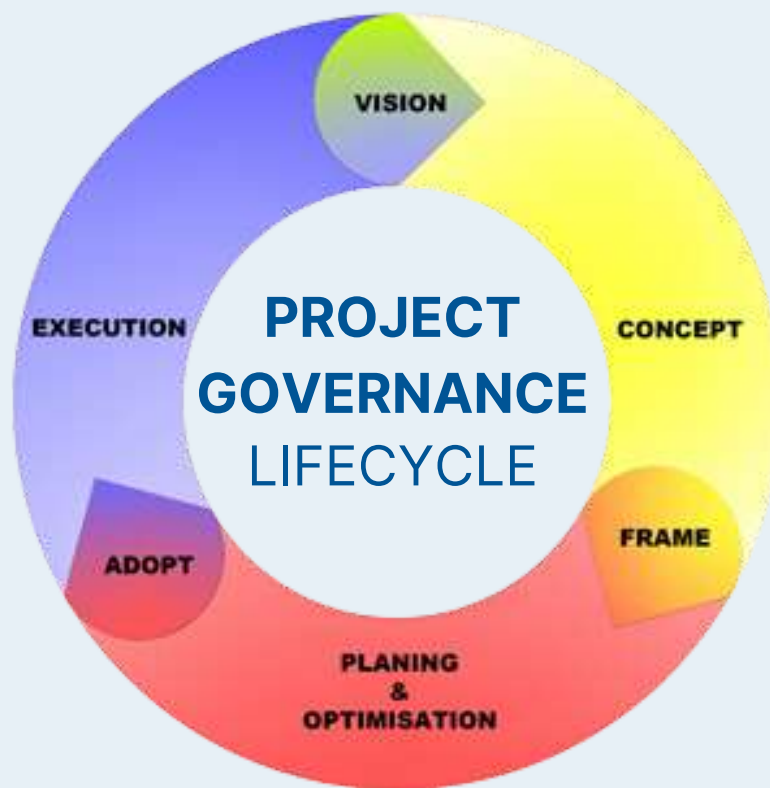 VISION
CONCEPT
FRAME
PLANING
&
OPTIMISATION
ADOPT
EXECUTION
PROJECT
GOVERNANCE
LIFECYCLE